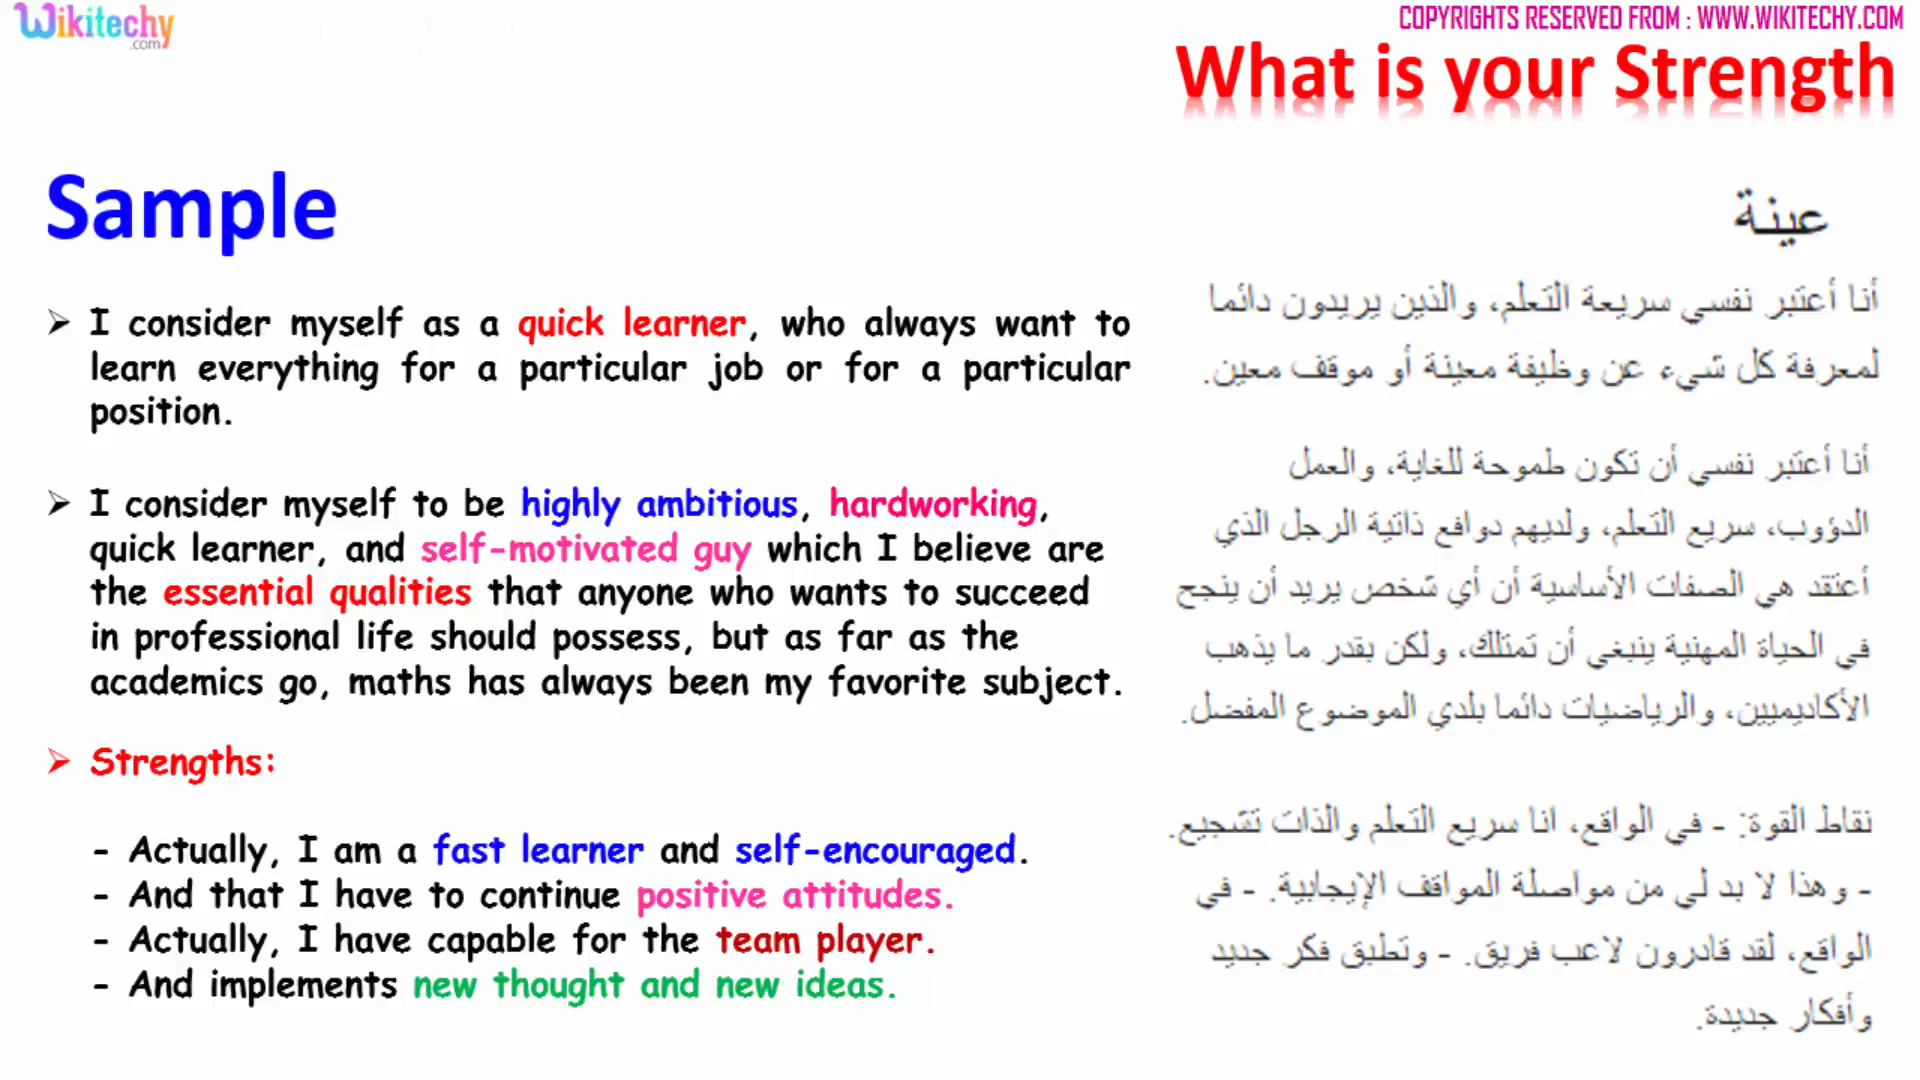 Wikitechy
.com
COPYRIGHTS RESERVED FROM : WWW.WIKITECHY.COM
What is your Strength
Sample
➢ I consider myself as a quick learner, who always want to
learn everything for a particular job or for a particular
position.
➢ I consider myself to be highly ambitious, hardworking,
quick learner, and self-motivated guy which I believe are
the essential qualities that anyone who wants to succeed
in professional life should possess, but as far as the
academics go, maths has always been my favorite subject.
➢ Strengths:
- Actually, I am a fast learner and self-encouraged.
- And that I have to continue positive attitudes.
- Actually, I have capable for the team player.
- And implements new thought and new ideas.
عينة
أنا أعتبر نفسي سريعة التعلم، والذين يريدون دائما
لمعرفة كل شيء عن وظيفة معينة أو موقف معين.
أنا أعتبر نفسي أن تكون طموحة للغاية، والعمل
الدؤوب، سريع التعلم، ولديهم دوافع ذاتية الرجل الذي
أعتقد هي الصفات الأساسية أن أي شخص يريد أن ينجح
في الحياة المهنية ينبغي أن تمتلك، ولكن بقدر ما يذهب
الأكاديميين، والرياضيات دائما بلدي الموضوع المفضل.
نقاط القوة: - في الواقع، انا سريع التعلم والذات تشجيع.
- وهذا لا بد لي من مواصلة المواقف الإيجابية. - في
الواقع، لقد قادرون لاعب فريق. - وتطبق فكر جديد
وأفكار جديدة.